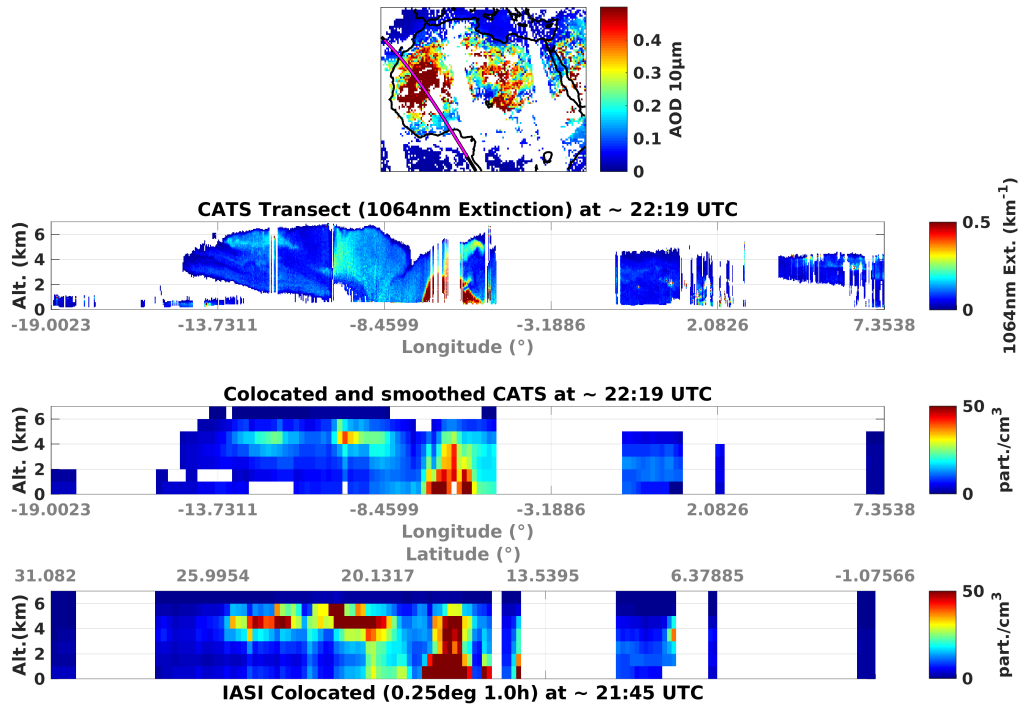 0.4
0.3
0.2
0.1
0
AOD 10μm
CATS Transect (1064nm Extinction) at ~ 22:19 UTC
6
4
2
0
Alt. (km)
-19.0023 -13.7311 -8.4599 -3.1886 2.0826 7.3538
Longitude (°)
0.5
0
1064nm Ext. (km-1)
Colocated and smoothed CATS at ~ 22:19 UTC
6
4
2
0
Alt. (km)
-19.0023 -13.7311 -8.4599 -3.1886 2.0826 7.3538
Longitude (°)
50
0
part./cm3
Latitude (°)
31.082 25.9954 20.1317 13.5395 6.37885 -1.07566
6
4
2
0
Alt.(km)
50
0
part./cm3
IASI Colocated (0.25deg 1.0h) at ~ 21:45 UTC